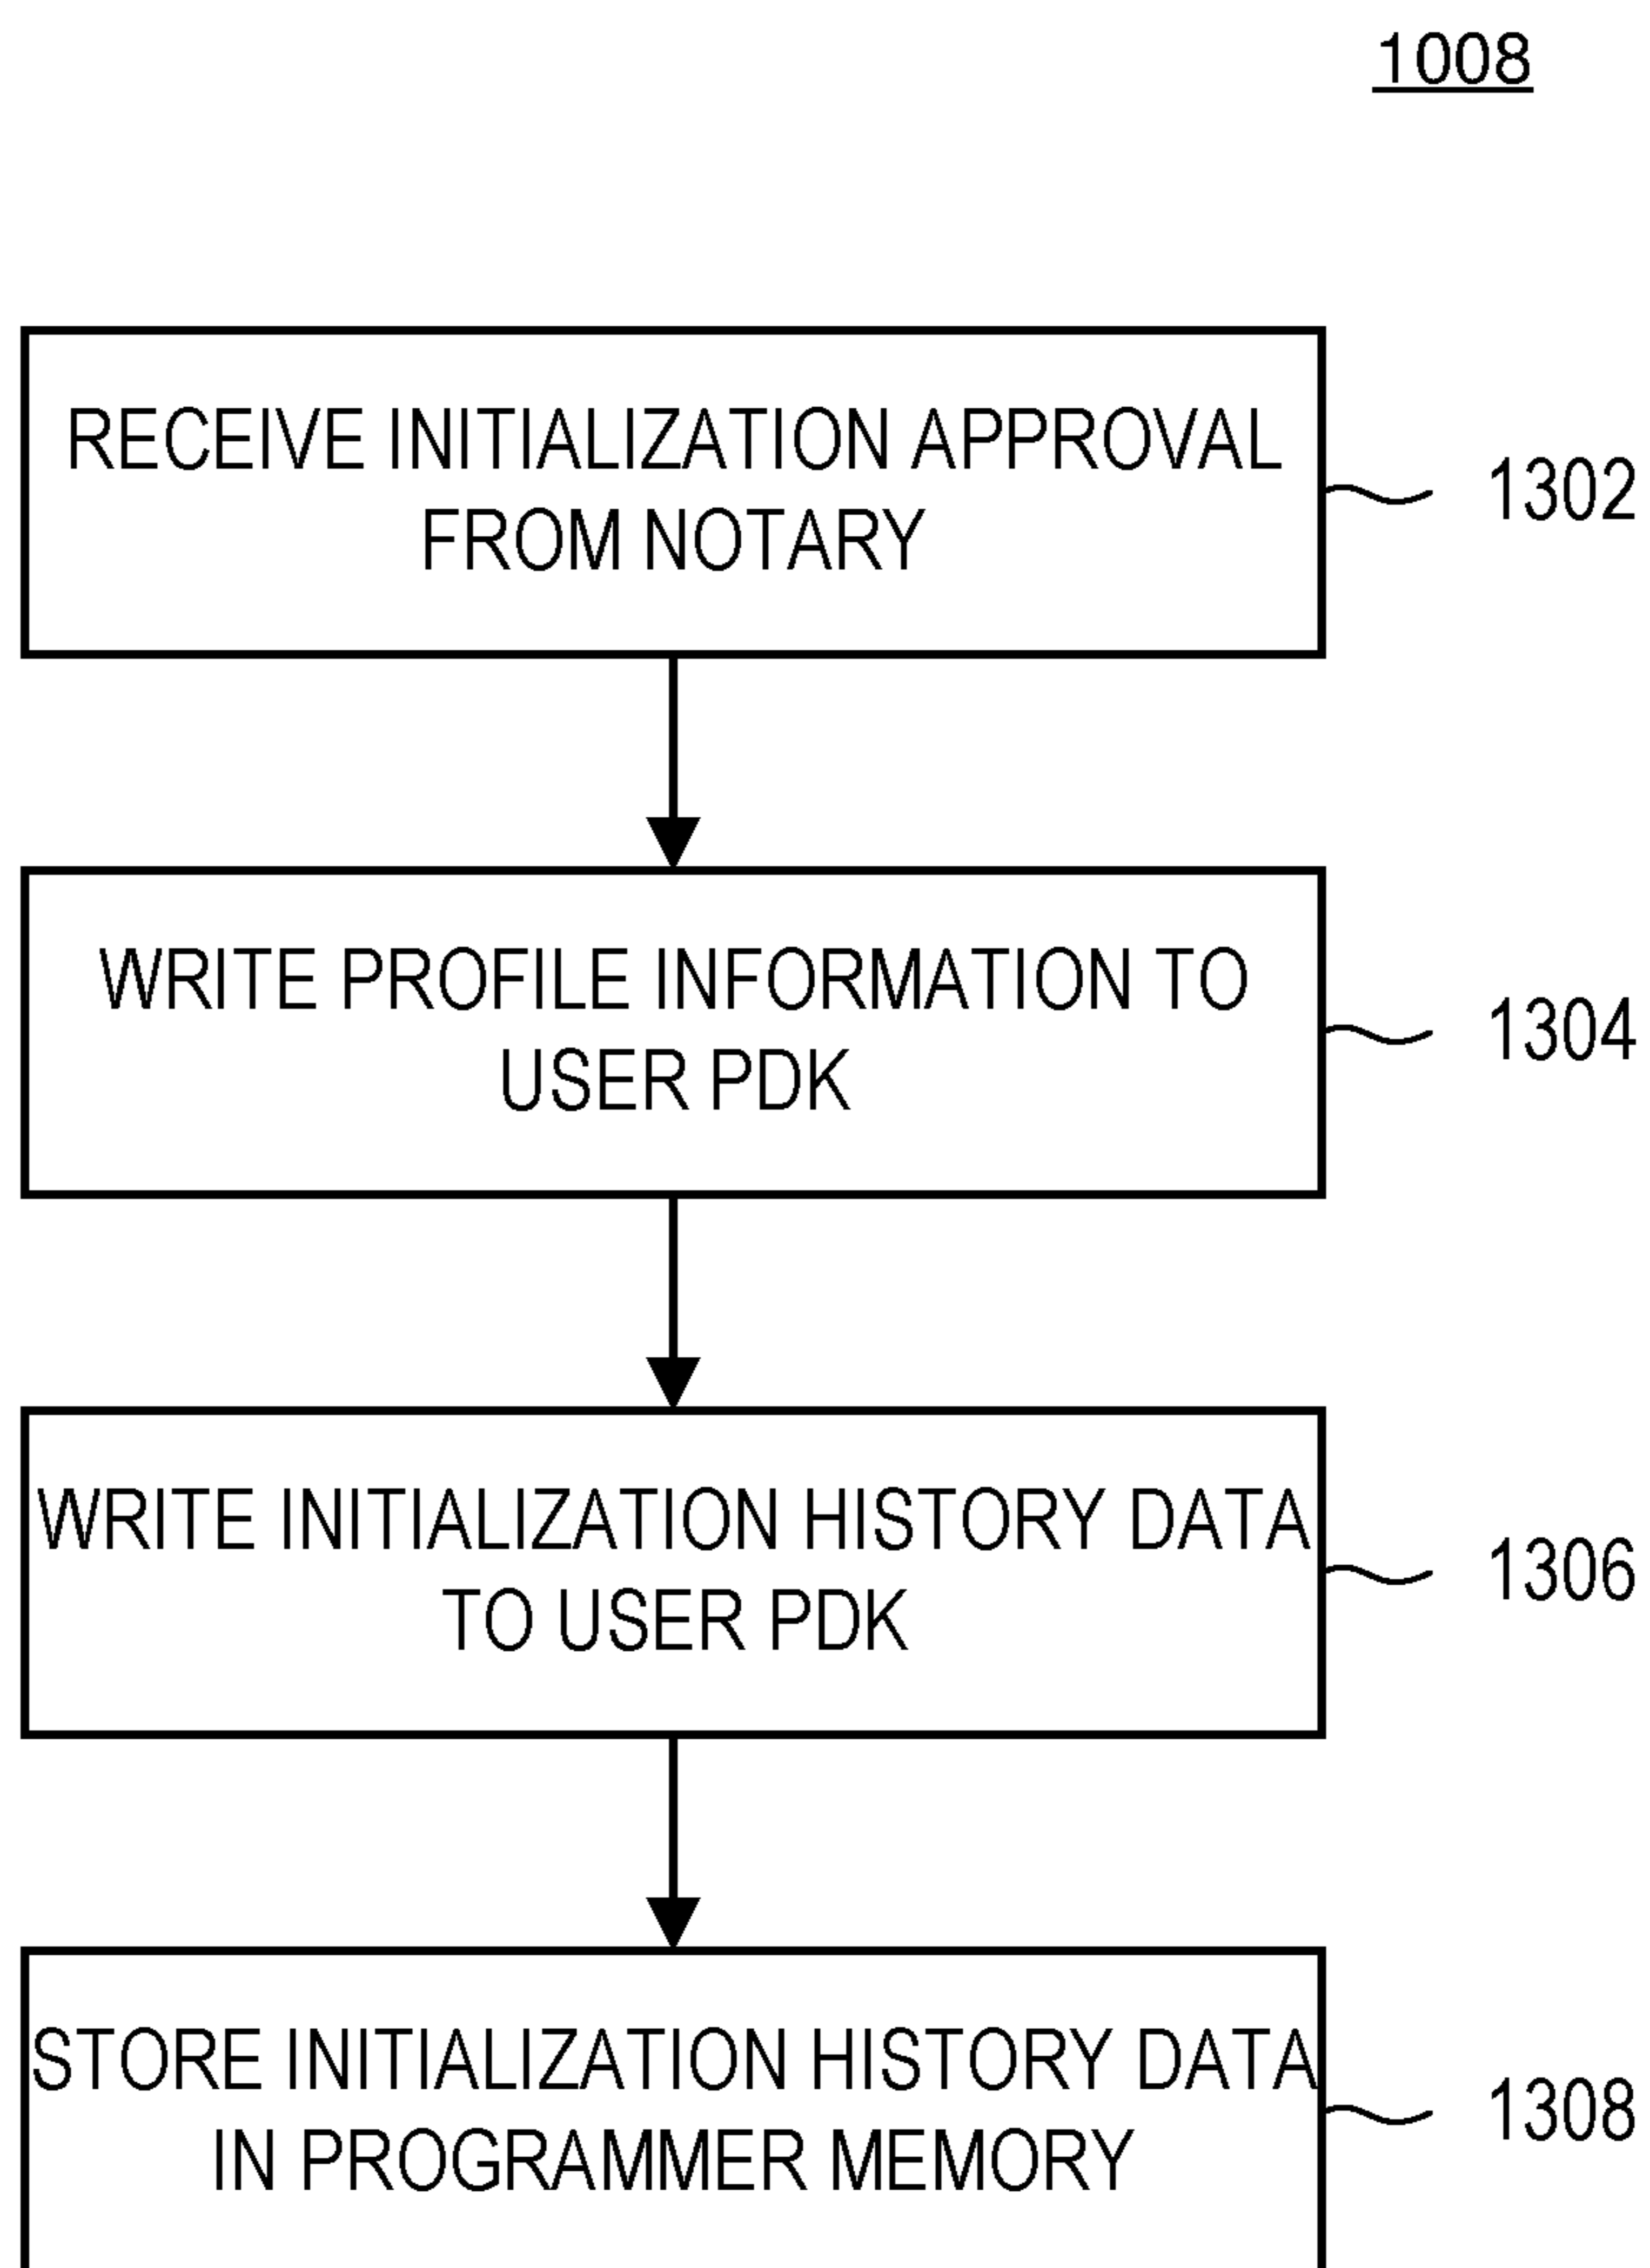 1008
RECEIVE INITIALIZATION APPROVAL
FROM NOTARY
1302
WRITE PROFILE INFORMATION TO
USER PDK
1304
WRITE INITIALIZATION HISTORY DATA
TO USER PDK
1306
STORE INITIALIZATION HISTORY DATA
IN PROGRAMMER MEMORY
1308